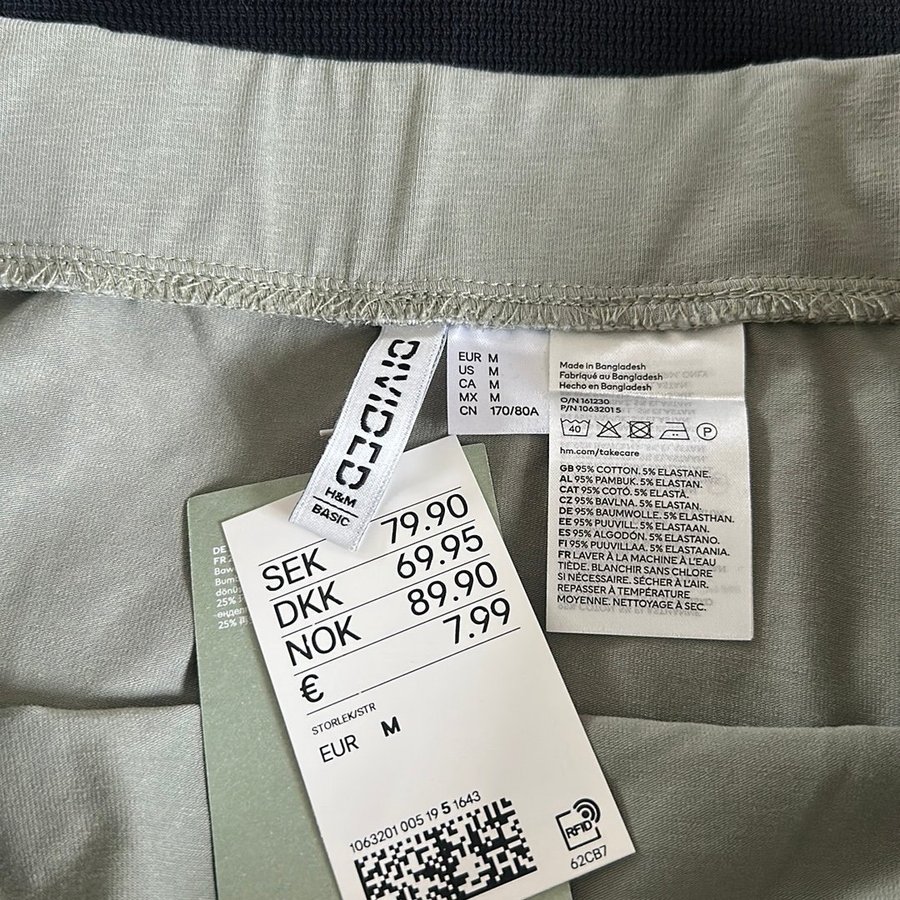 DIVIDED
H&M
BASIC
EUR M
US M
CA M
MX M
CN 170/80A
Made in Bangladesh
Fabriqué au Bangladesh
Hecho en Bangladesh
O/N 161230
P/N 1063201 5
40 P
hm.com/takecare
GB 95% COTTON. 5% ELASTANE.
AL 95% PAMBUK. 5% ELASTAN.
CAT 95% COTÓ. 5% ELASTÀ.
CZ 95% BAVLNA. 5% ELASTAN.
DE 95% BAUMWOLLE. 5% ELASTHAN.
EE 95% PUUVILL. 5% ELASTAAN.
ES 95% ALGODÓN. 5% ELASTANO.
FI 95% PUUVILLAA. 5% ELASTAANIA.
FR LAVER À LA MACHINE À L'EAU
TIÈDE. BLANCHIR SANS CHLORE
SI NÉCESSAIRE. SÉCHER À L'AIR.
REPASSER À TEMPÉRATURE
MOYENNE. NETTOYAGE À SEC.
SEK 79.90
DKK 69.95
NOK 89.90
€ 7.99
STORLEK/STR
EUR M
1063201 005 19 5 1643
RFID
62CB7
DE
FR
25%
25%